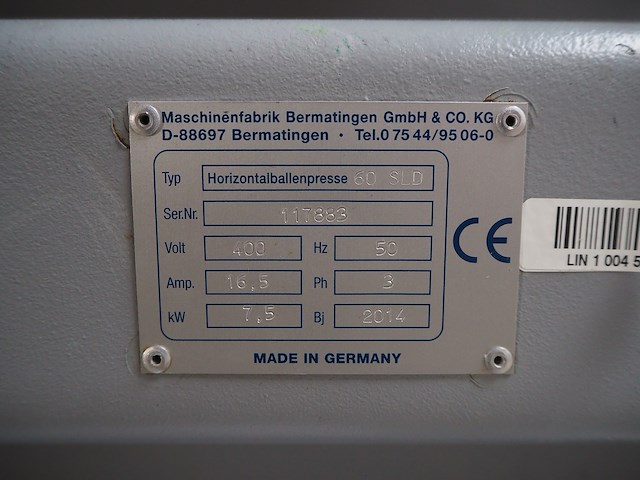 Maschinenfabrik Bermatingen GmbH & CO. KG
D-88697 Bermatingen · Tel.0 75 44/95 06-0
Typ Horizontalballenpresse 60 SLD
Ser.Nr. 117883
Volt 400 Hz 50
Amp. 16,5 Ph 3
kW 7,5 Bj 2014
CE
MADE IN GERMANY
LIN 1 004 5